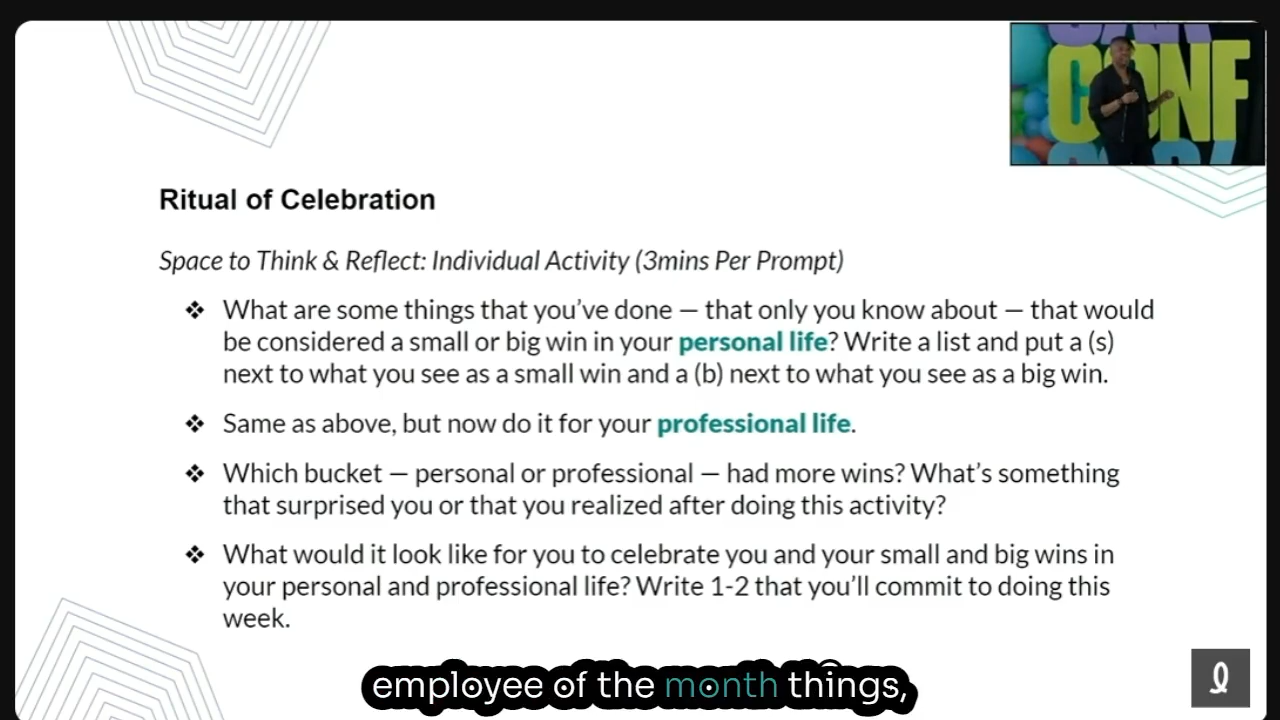 CONF
Ritual of Celebration
Space to Think & Reflect: Individual Activity (3mins Per Prompt)
❖ What are some things that you’ve done — that only you know about — that would
be considered a small or big win in your personal life? Write a list and put a (s)
next to what you see as a small win and a (b) next to what you see as a big win.
❖ Same as above, but now do it for your professional life.
❖ Which bucket — personal or professional — had more wins? What’s something
that surprised you or that you realized after doing this activity?
❖ What would it look like for you to celebrate you and your small and big wins in
your personal and professional life? Write 1-2 that you’ll commit to doing this
week.
employee of the month things,